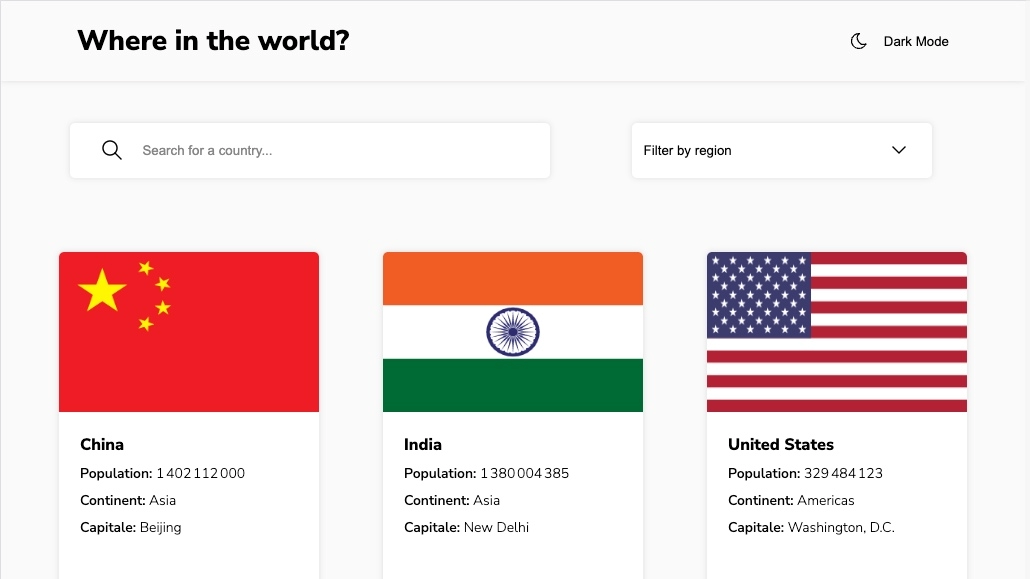 Where in the world?
Dark Mode
Search for a country...
Filter by region
China
Population: 1 402 112 000
Continent: Asia
Capitale: Beijing
India
Population: 1 380 004 385
Continent: Asia
Capitale: New Delhi
United States
Population: 329 484 123
Continent: Americas
Capitale: Washington, D.C.